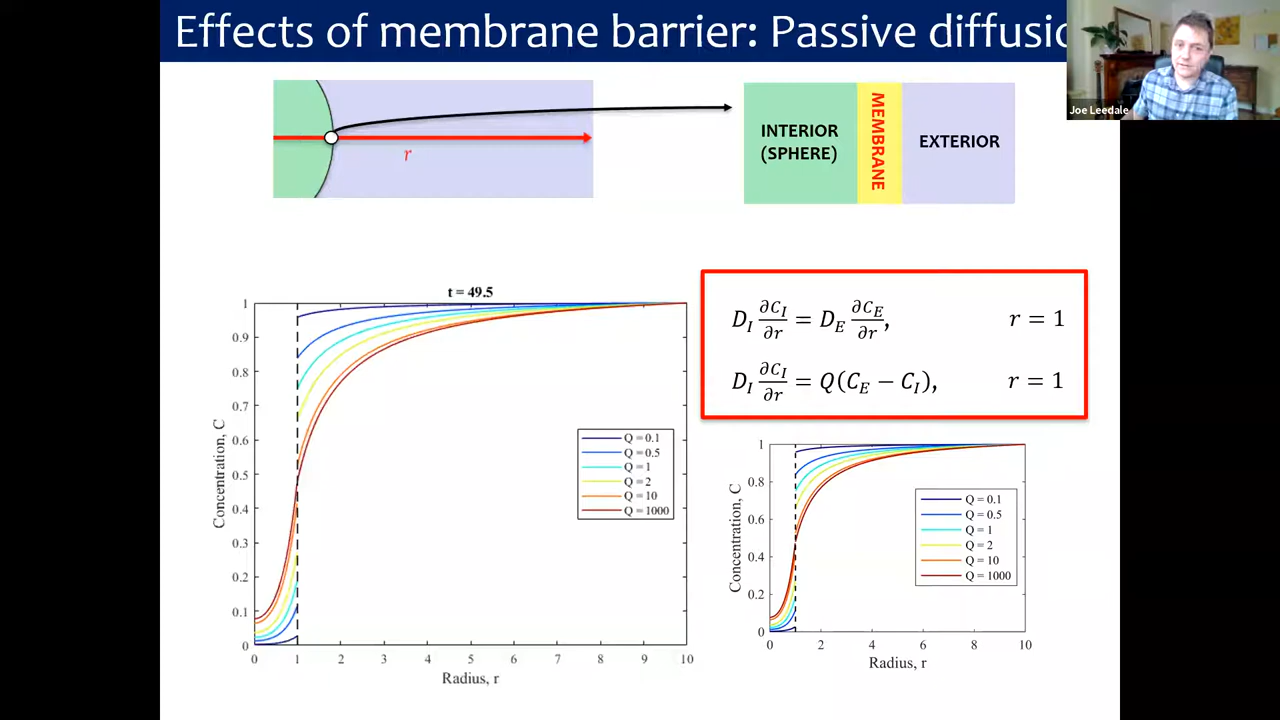 Effects of membrane barrier: Passive diffusio
Joe Leedale
r
INTERIOR
(SPHERE)
MEMBRANE
EXTERIOR
t = 49.5
Concentration, C
1
0.9
0.8
0.7
0.6
0.5
0.4
0.3
0.2
0.1
0
0 1 2 3 4 5 6 7 8 9 10
Radius, r
Q = 0.1
Q = 0.5
Q = 1
Q = 2
Q = 10
Q = 1000
D_I ∂C_I/∂r = D_E ∂C_E/∂r, r = 1
D_I ∂C_I/∂r = Q(C_E − C_I), r = 1
Concentration, C
1
0.8
0.6
0.4
0.2
0
0 2 4 6 8 10
Radius, r
Q = 0.1
Q = 0.5
Q = 1
Q = 2
Q = 10
Q = 1000